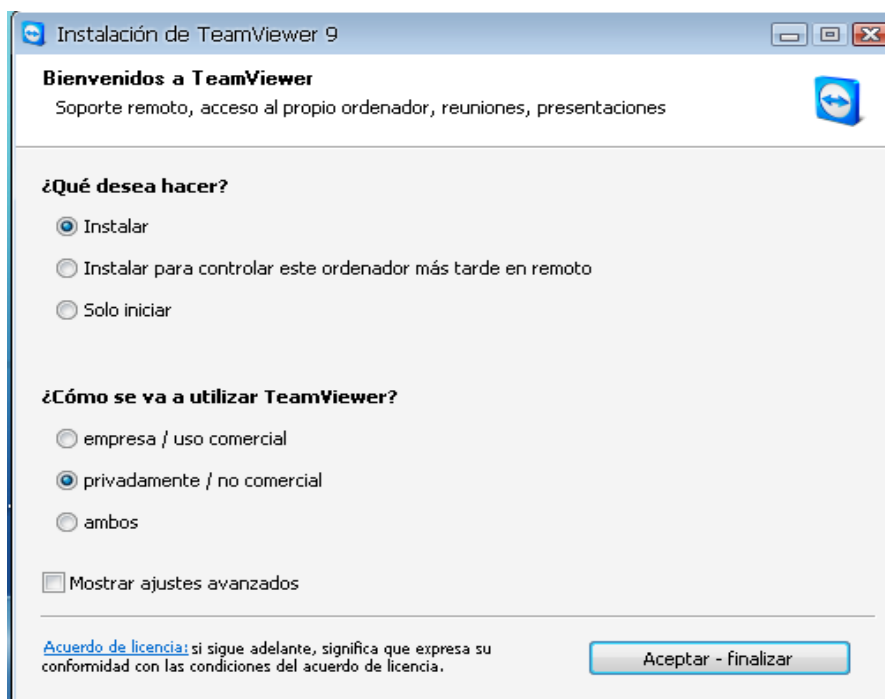 Instalación de TeamViewer 9
Bienvenidos a TeamViewer
Soporte remoto, acceso al propio ordenador, reuniones, presentaciones
¿Qué desea hacer?
Instalar
Instalar para controlar este ordenador más tarde en remoto
Solo iniciar
¿Cómo se va a utilizar TeamViewer?
empresa / uso comercial
privadamente / no comercial
ambos
Mostrar ajustes avanzados
Acuerdo de licencia: si sigue adelante, significa que expresa su
conformidad con las condiciones del acuerdo de licencia.
Aceptar - finalizar